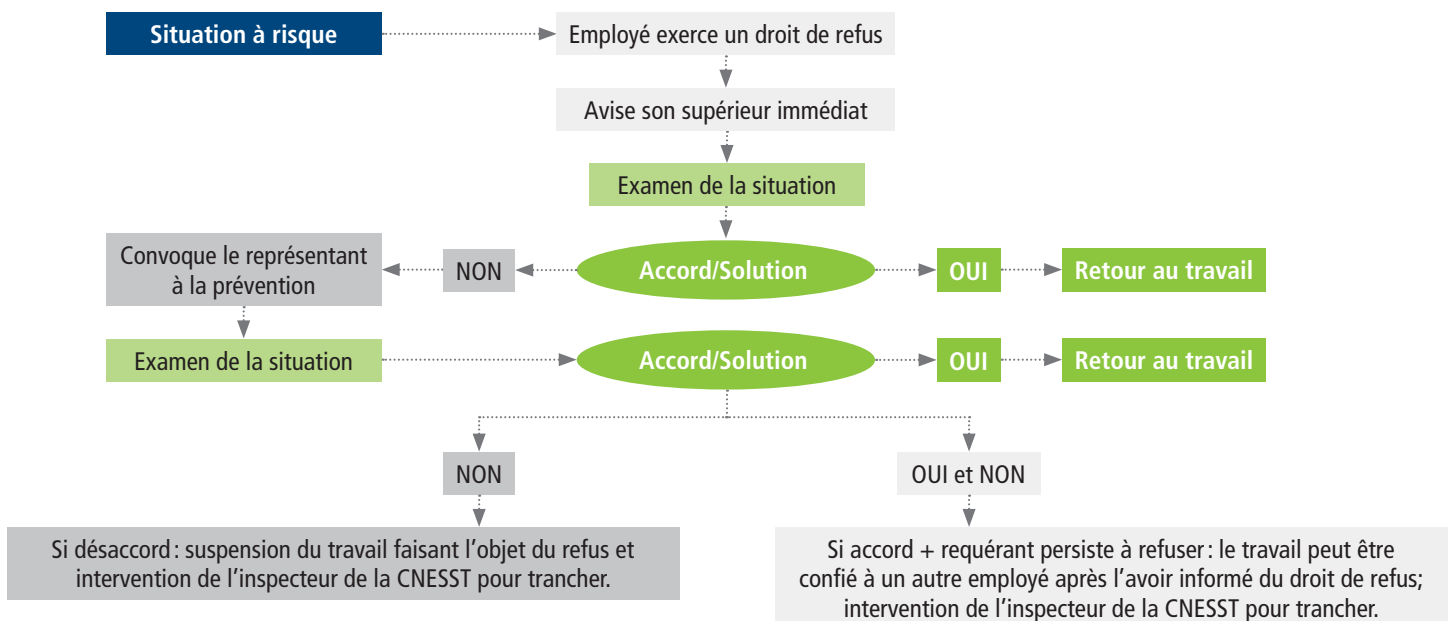 Situation à risque
Employé exerce un droit de refus
Avise son supérieur immédiat
Examen de la situation
Convoque le représentant
à la prévention
NON
Accord/Solution
OUI
Retour au travail
Examen de la situation
Accord/Solution
OUI
Retour au travail
NON
OUI et NON
Si désaccord : suspension du travail faisant l’objet du refus et
intervention de l’inspecteur de la CNESST pour trancher.
Si accord + requérant persiste à refuser : le travail peut être
confié à un autre employé après l’avoir informé du droit de refus;
intervention de l’inspecteur de la CNESST pour trancher.